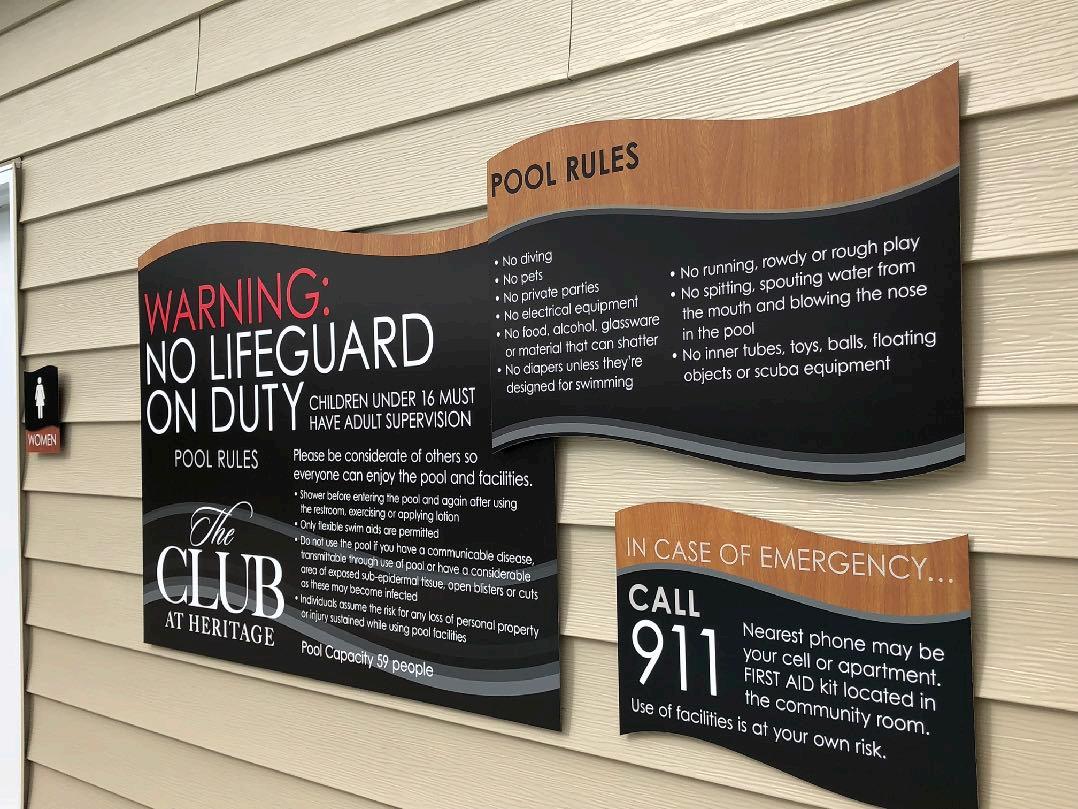 WOMEN
WARNING:
NO LIFEGUARD
ON DUTY
CHILDREN UNDER 16 MUST
HAVE ADULT SUPERVISION
POOL RULES
The
CLUB
AT HERITAGE
Please be considerate of others so
everyone can enjoy the pool and facilities.
• Shower before entering the pool and again after using
the restroom, exercising or applying lotion
• Only flexible swim aids are permitted
• Do not use the pool if you have a communicable disease,
transmittable through use of pool or have a considerable
area of exposed sub-epidermal tissue, open blisters or cuts
as these may become infected
• Individuals assume the risk for any loss of personal property
or injury sustained while using pool facilities
Pool Capacity 59 people
POOL RULES
• No diving
• No pets
• No private parties
• No electrical equipment
• No food, alcohol, glassware
or material that can shatter
• No diapers unless they're
designed for swimming
• No running, rowdy or rough play
• No spitting, spouting water from
the mouth and blowing the nose
in the pool
• No inner tubes, toys, balls, floating
objects or scuba equipment
IN CASE OF EMERGENCY...
CALL
911
Nearest phone may be
your cell or apartment.
FIRST AID kit located in
the community room.
Use of facilities is at your own risk.